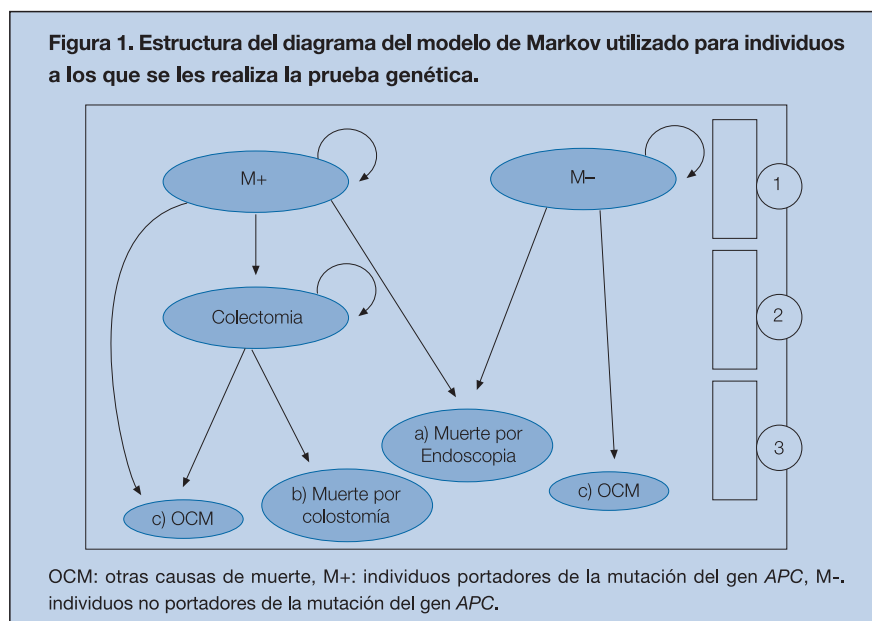 Figura 1. Estructura del diagrama del modelo de Markov utilizado para individuos
a los que se les realiza la prueba genética.
M+
M−
1
Colectomia
2
a) Muerte por
Endoscopia
3
c) OCM
b) Muerte por
colostomía
c) OCM
OCM: otras causas de muerte, M+: individuos portadores de la mutación del gen APC, M-.
individuos no portadores de la mutación del gen APC.